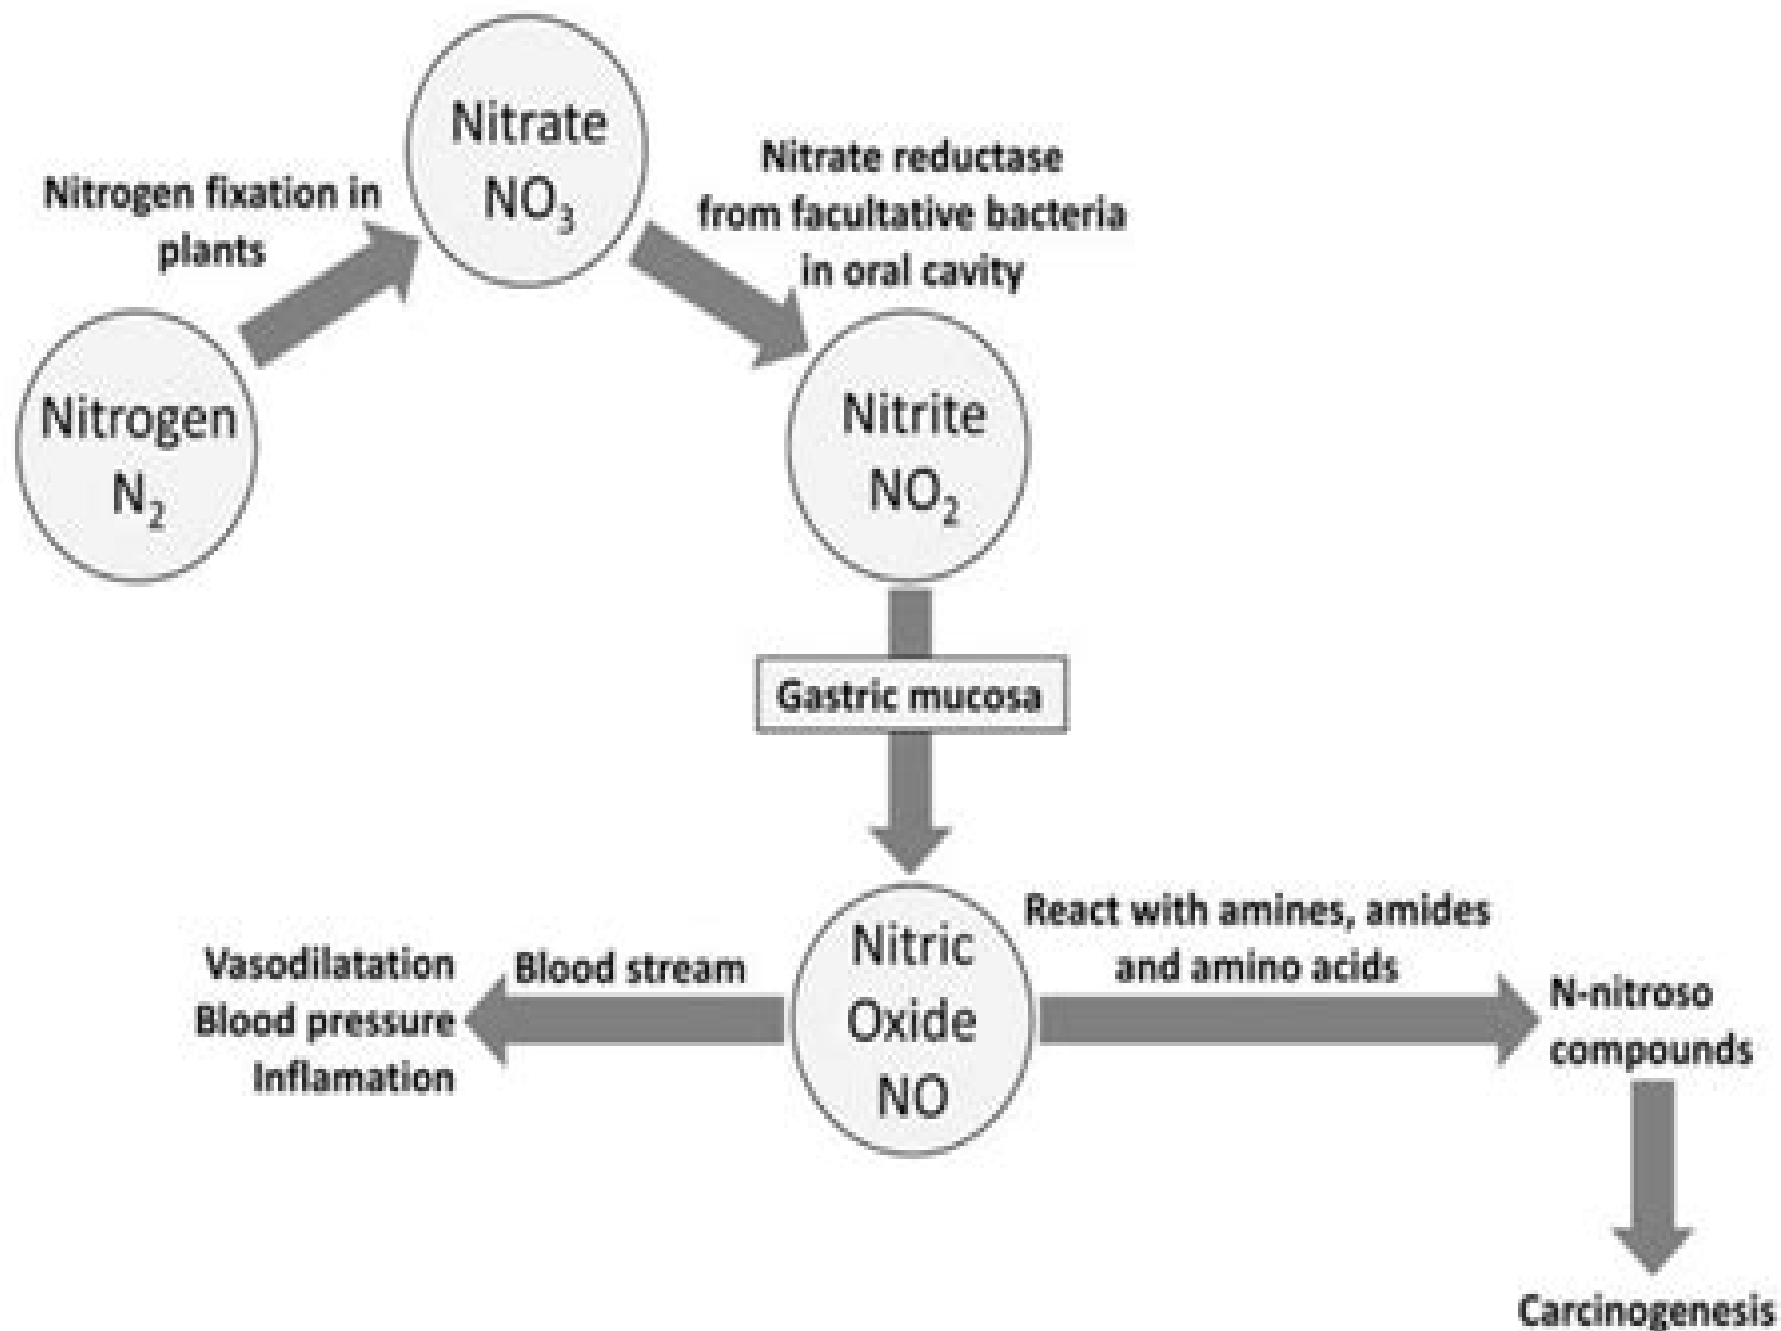 Nitrate
NO₃
Nitrogen fixation in
plants
Nitrate reductase
from facultative bacteria
in oral cavity
Nitrogen
N₂
Nitrite
NO₂
Gastric mucosa
Nitric
Oxide
NO
Vasodilatation
Blood pressure
Inflamation
Blood stream
React with amines, amides
and amino acids
N-nitroso
compounds
Carcinogenesis